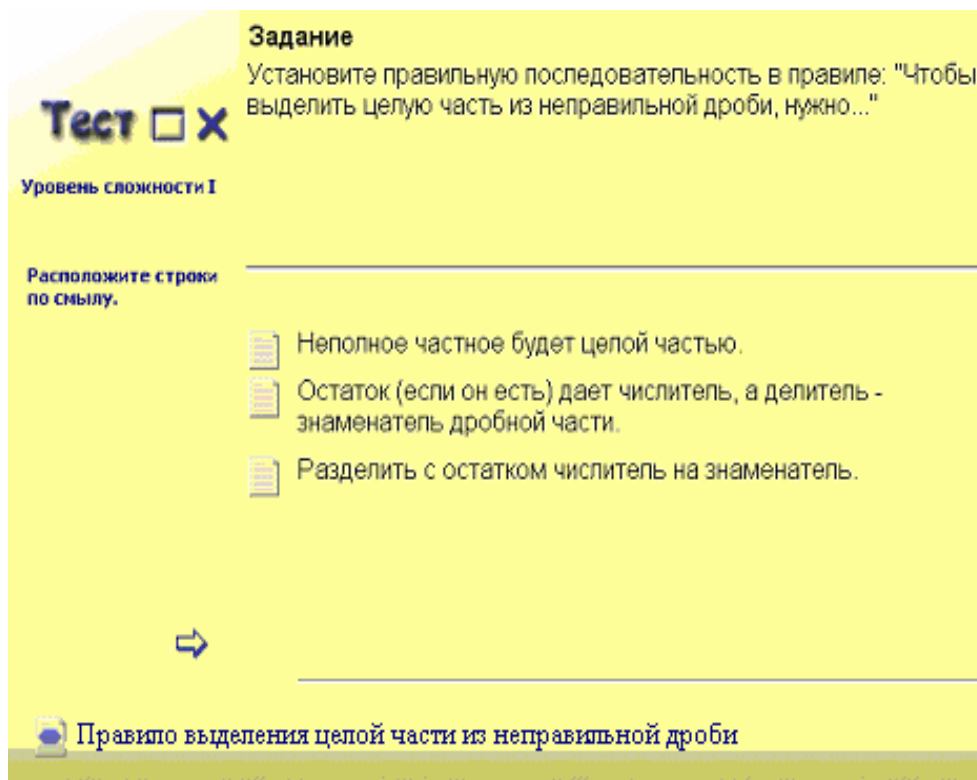 Задание
Установите правильную последовательность в правиле: "Чтобы
выделить целую часть из неправильной дроби, нужно..."
Тест
Уровень сложности I
Расположите строки
по смылу.
Неполное частное будет целой частью.
Остаток (если он есть) дает числитель, а делитель -
знаменатель дробной части.
Разделить с остатком числитель на знаменатель.
Правило выделения целой части из неправильной дроби